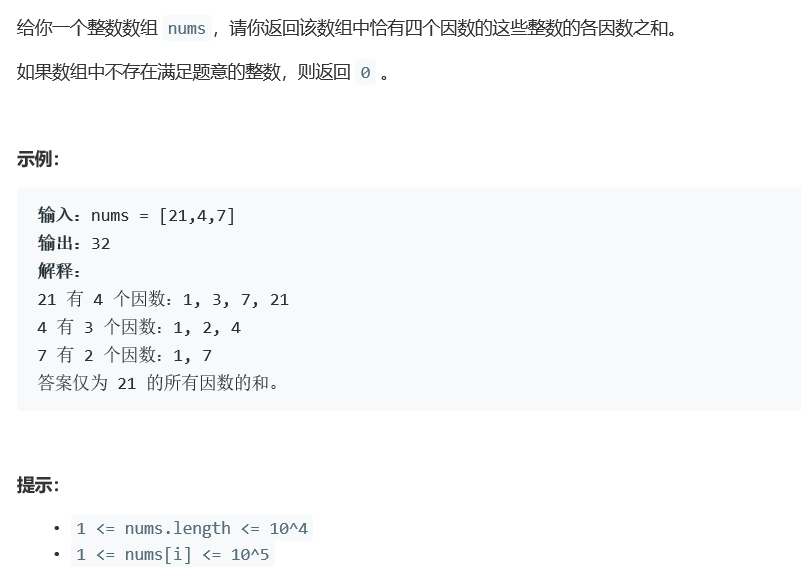 给你一个整数数组 nums，请你返回该数组中恰有四个因数的这些整数的各因数之和。
如果数组中不存在满足题意的整数，则返回 0 。
示例：
输入：nums = [21,4,7]
输出：32
解释：
21 有 4 个因数：1, 3, 7, 21
4 有 3 个因数：1, 2, 4
7 有 2 个因数：1, 7
答案仅为 21 的所有因数的和。
提示：
• 1 <= nums.length <= 10^4
• 1 <= nums[i] <= 10^5